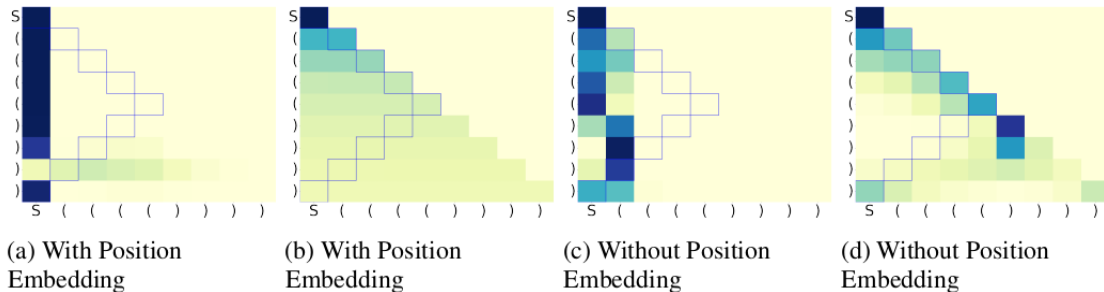 S
(
(
(
(
)
)
)
)
S ( ( ( ( ) ) ) )
S ( ( ( ( ) ) ) )
S ( ( ( ( ) ) ) )
S ( ( ( ( ) ) ) )
(a) With Position
Embedding
(b) With Position
Embedding
(c) Without Position
Embedding
(d) Without Position
Embedding